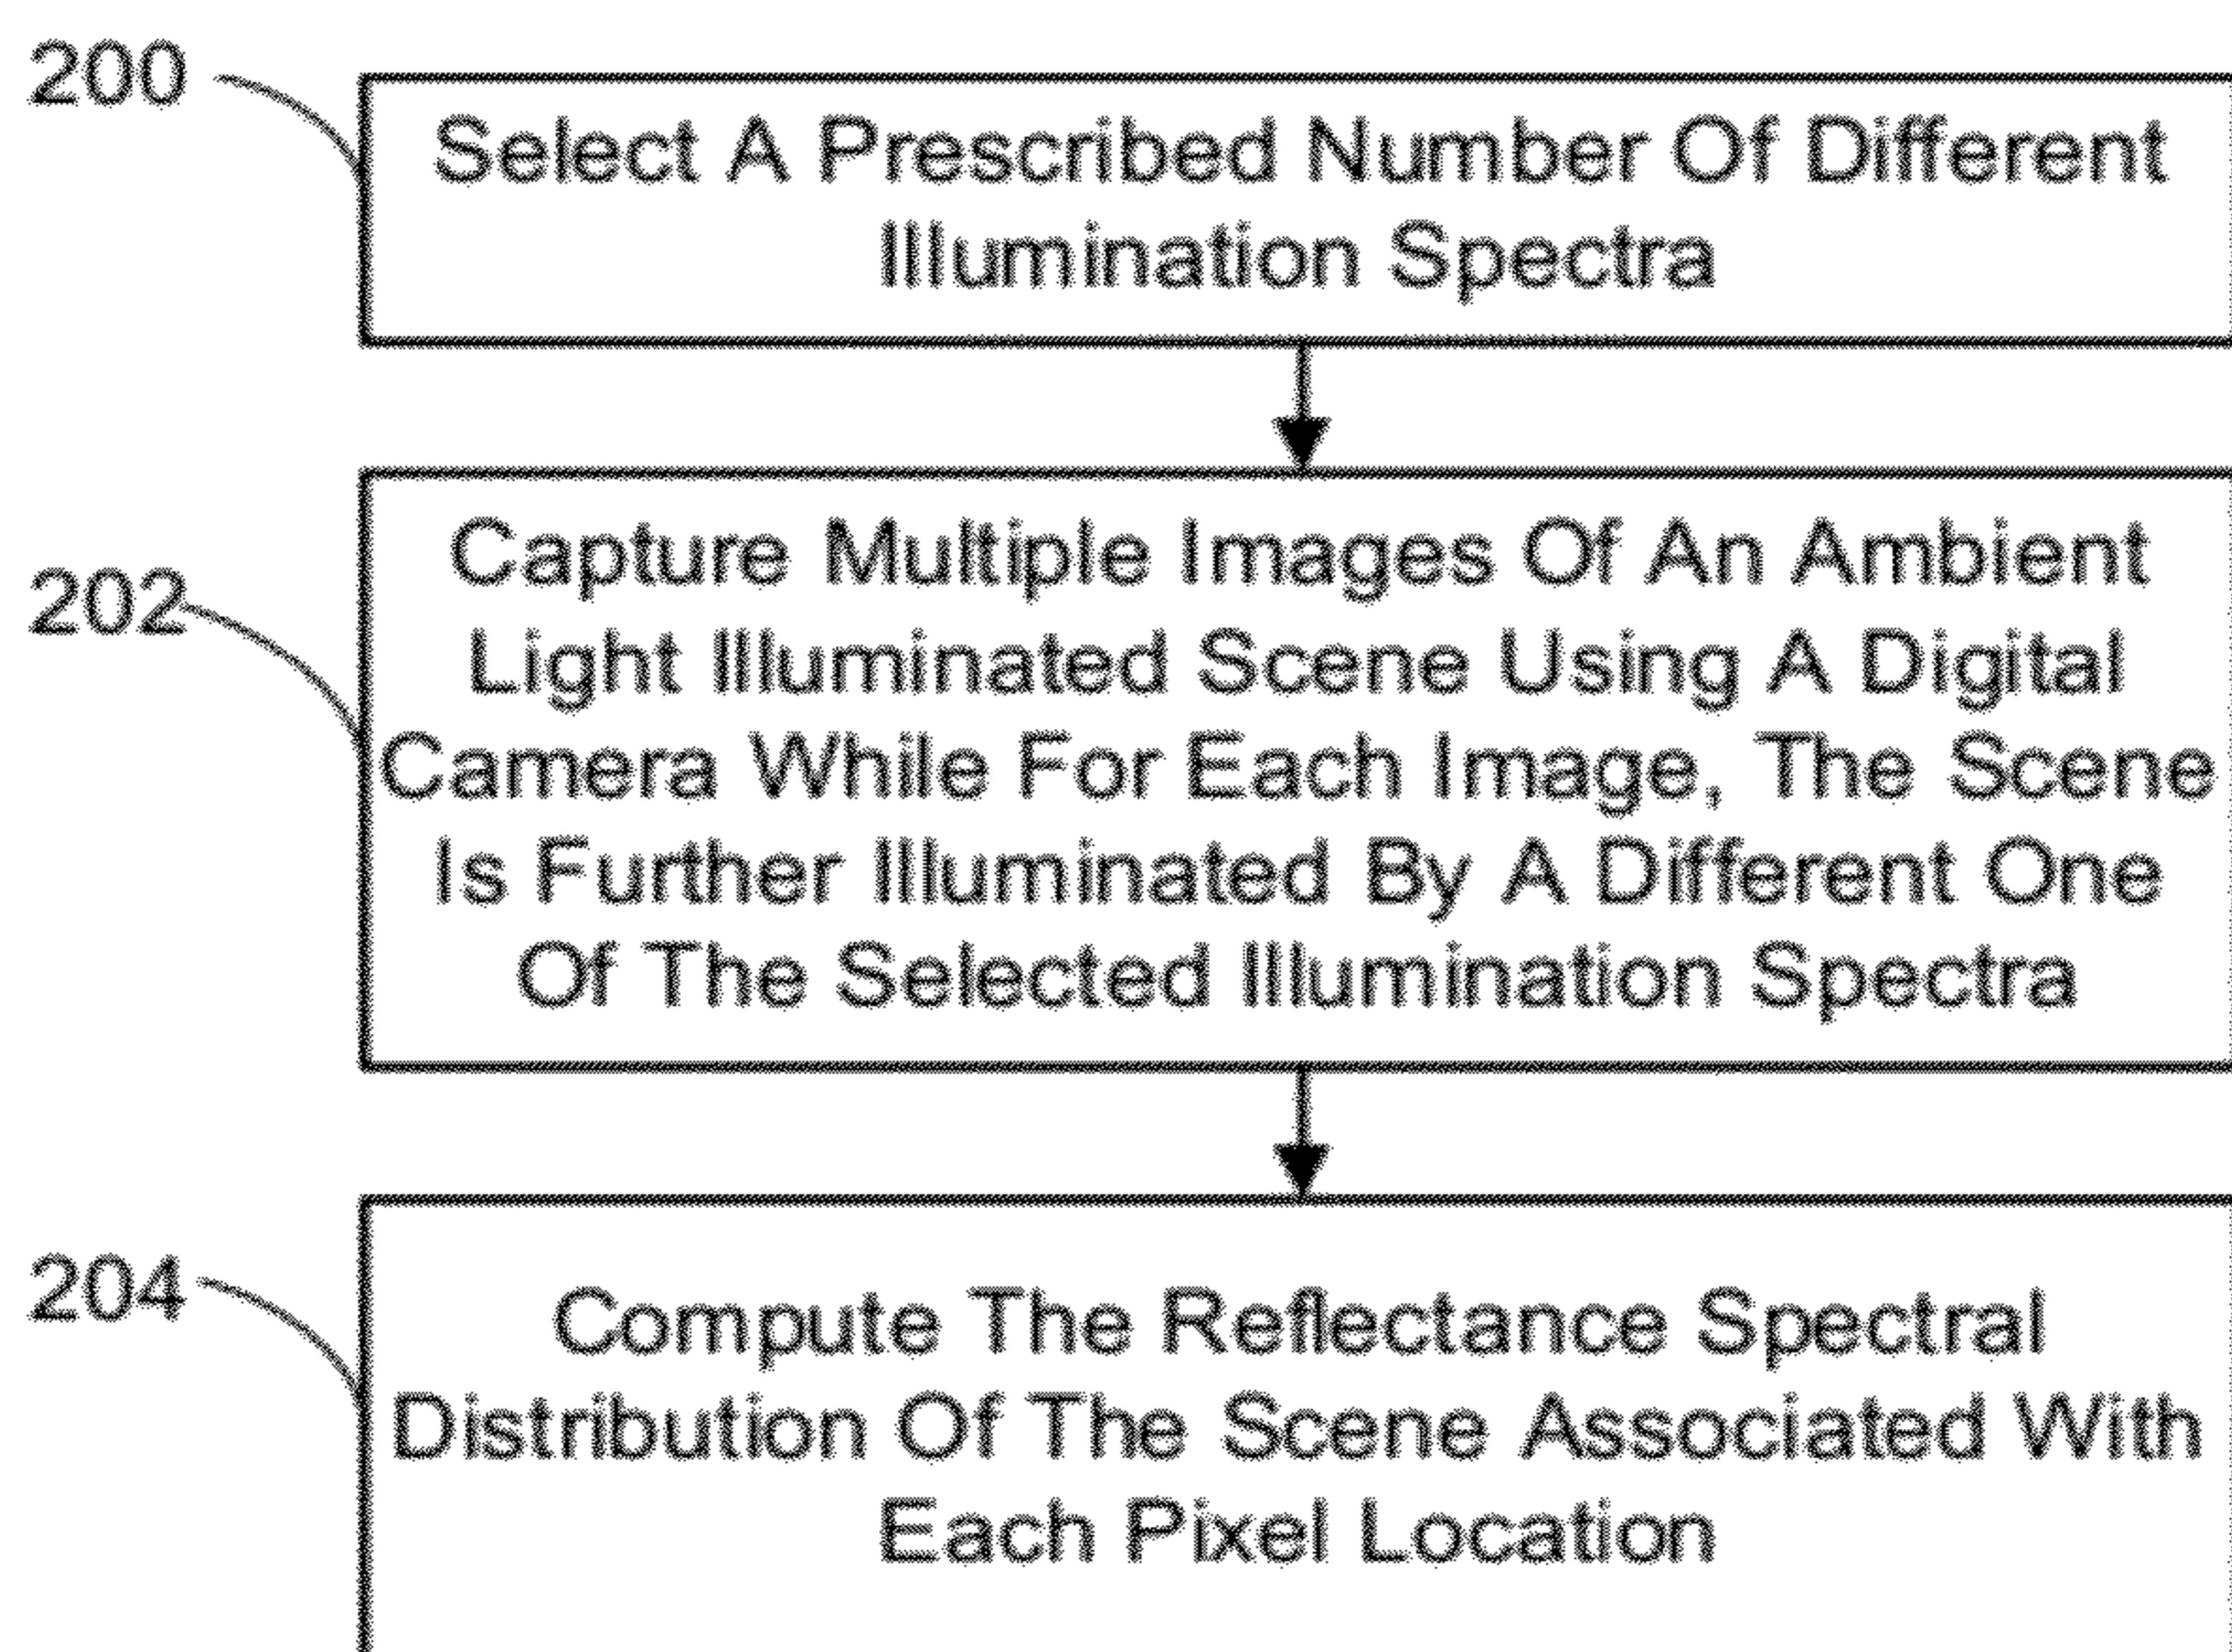 200
Select A Prescribed Number Of Different
Illumination Spectra
202
Capture Multiple Images Of An Ambient
Light Illuminated Scene Using A Digital
Camera While For Each Image, The Scene
Is Further Illuminated By A Different One
Of The Selected Illumination Spectra
204
Compute The Reflectance Spectral
Distribution Of The Scene Associated With
Each Pixel Location